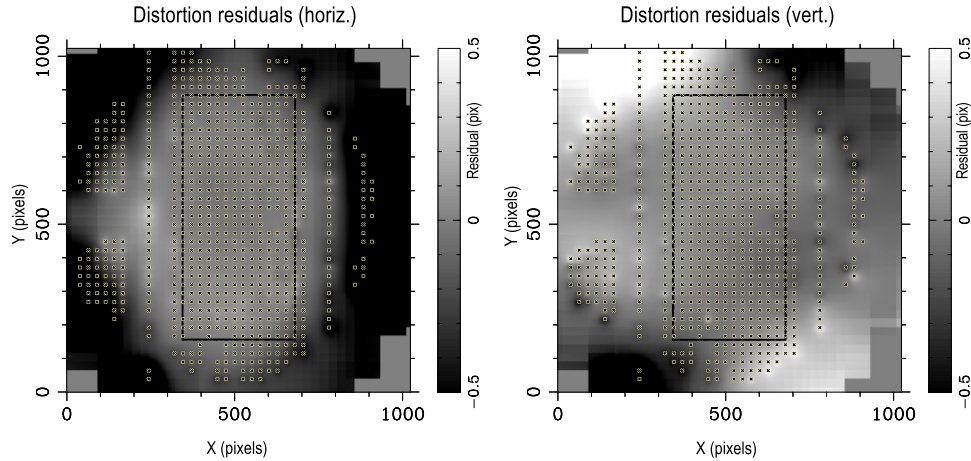 Distortion residuals (horiz.)
1000
500
0
0
500
1000
X (pixels)
Y (pixels)
0.5
0
−0.5
Residual (pix)
Distortion residuals (vert.)
1000
500
0
0
500
1000
X (pixels)
Y (pixels)
0.5
0
−0.5
Residual (pix)